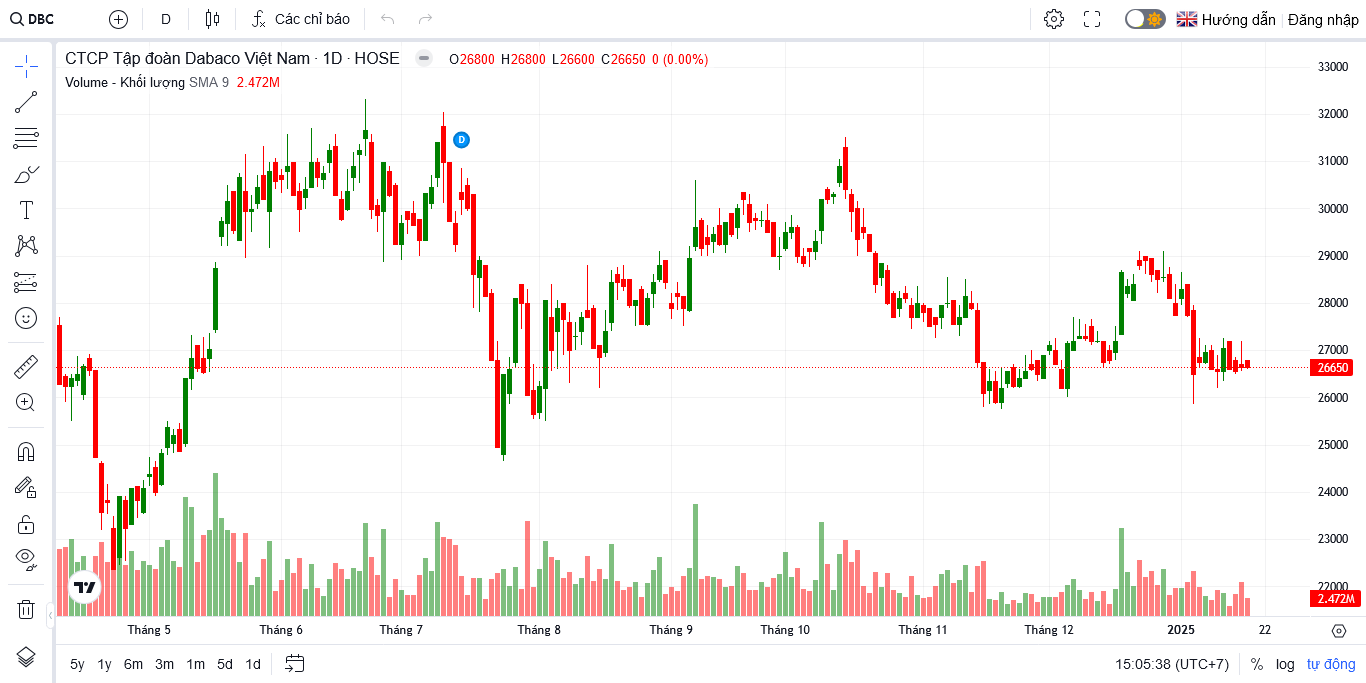 DBC
D
Các chỉ báo
Hướng dẫn
Đăng nhập
CTCP Tập đoàn Dabaco Việt Nam · 1D · HOSE
O26800 H26800 L26600 C26650 0 (0.00%)
Volume - Khối lượng SMA 9 2.472M
D
33000
32000
31000
30000
29000
28000
27000
26650
26000
25000
24000
23000
22000
2.472M
Tháng 5
Tháng 6
Tháng 7
Tháng 8
Tháng 9
Tháng 10
Tháng 11
Tháng 12
2025
22
5y 1y 6m 3m 1m 5d 1d
15:05:38 (UTC+7)
% log tự động